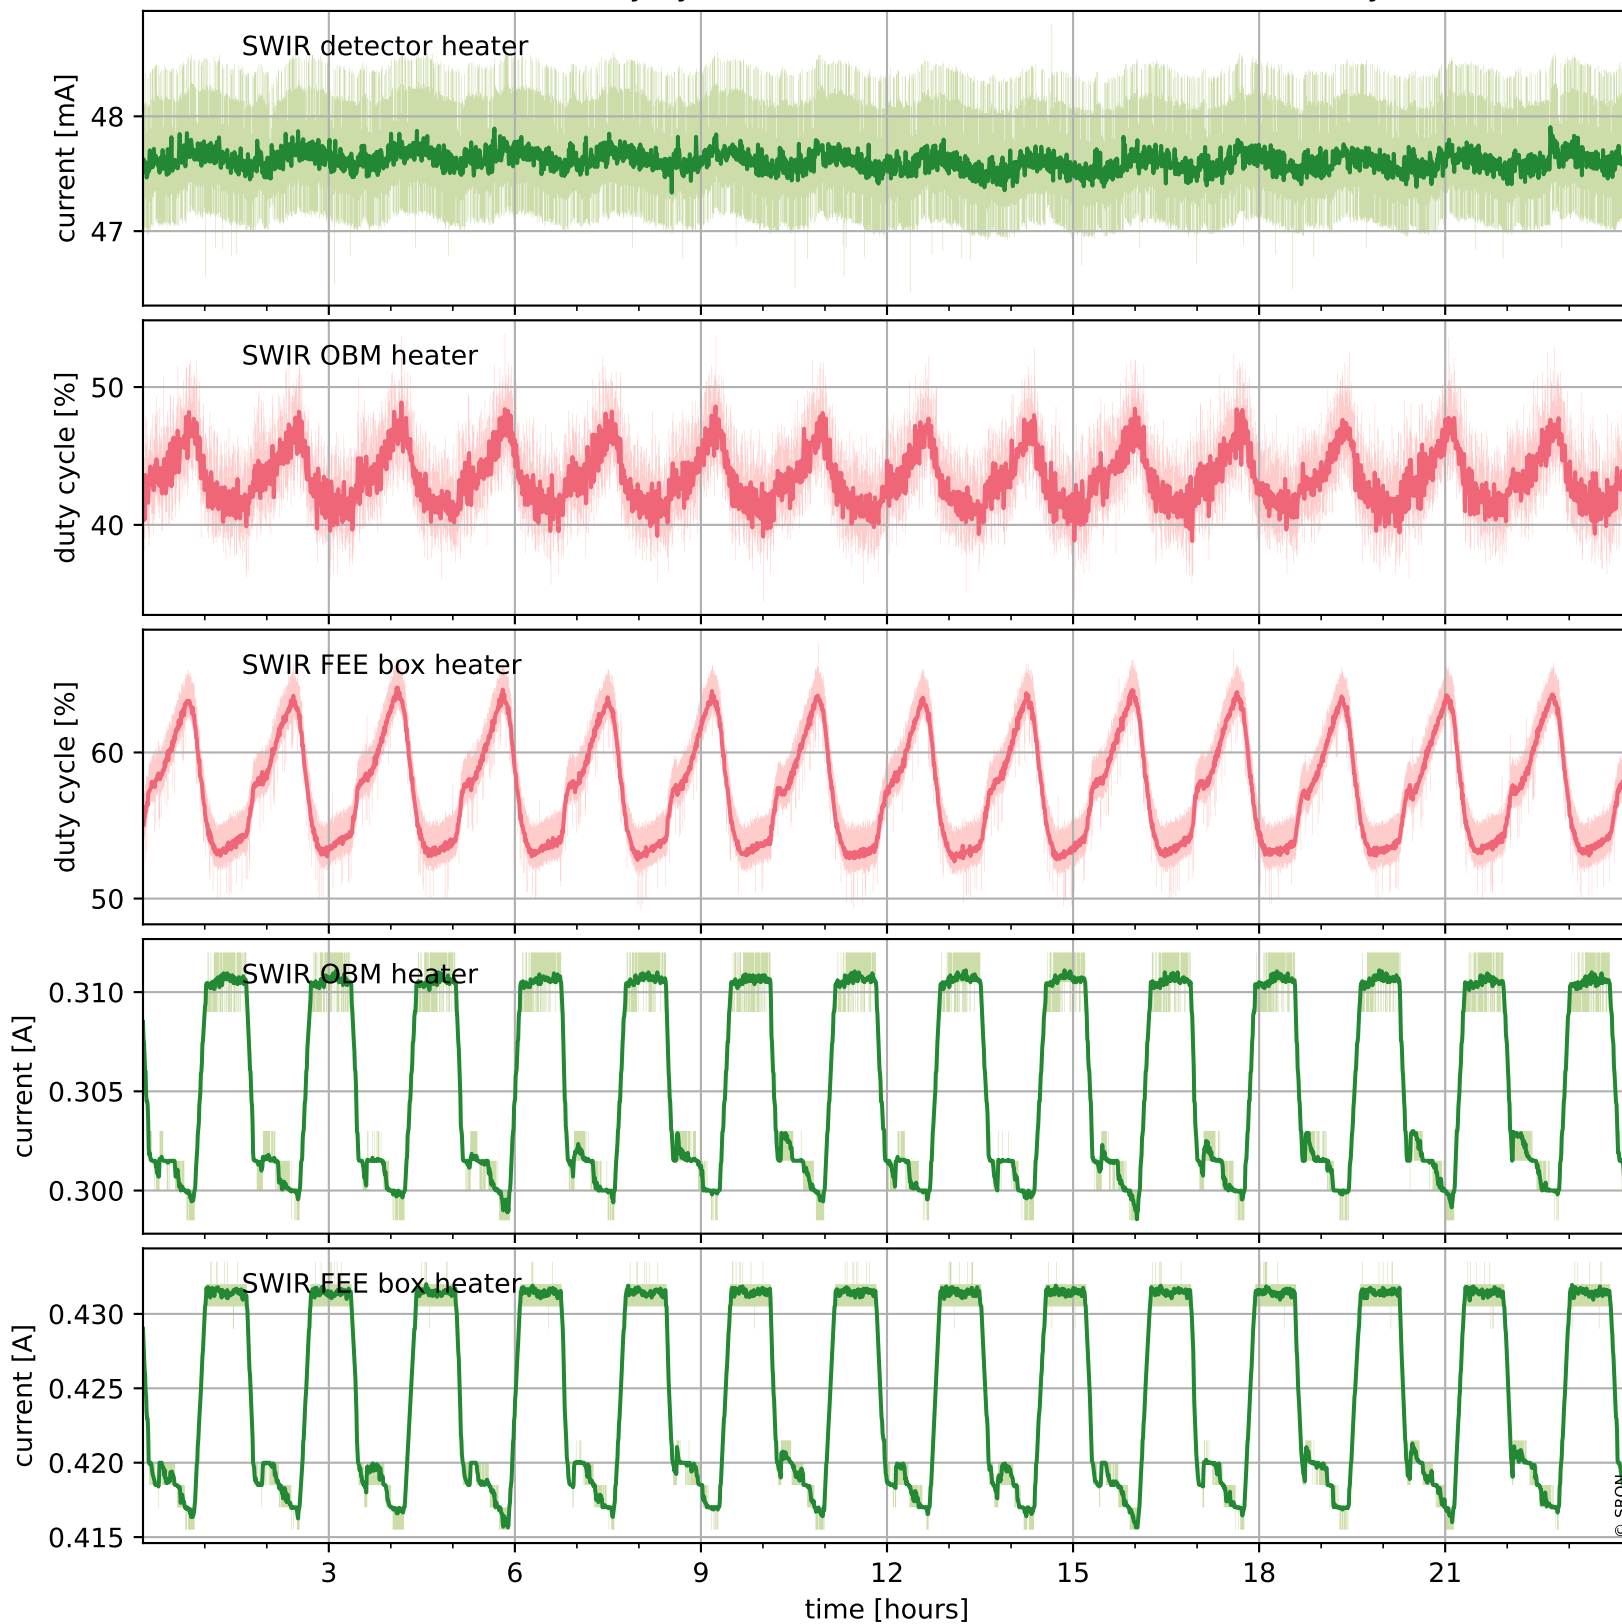 SWIR detector heater
48
47
current [mA]
SWIR OBM heater
50
40
duty cycle [%]
SWIR FEE box heater
60
50
duty cycle [%]
SWIR OBM heater
0.310
0.305
0.300
current [A]
SWIR FEE box heater
0.430
0.425
0.420
0.415
current [A]
© SRON
3 6 9 12 15 18 21
time [hours]